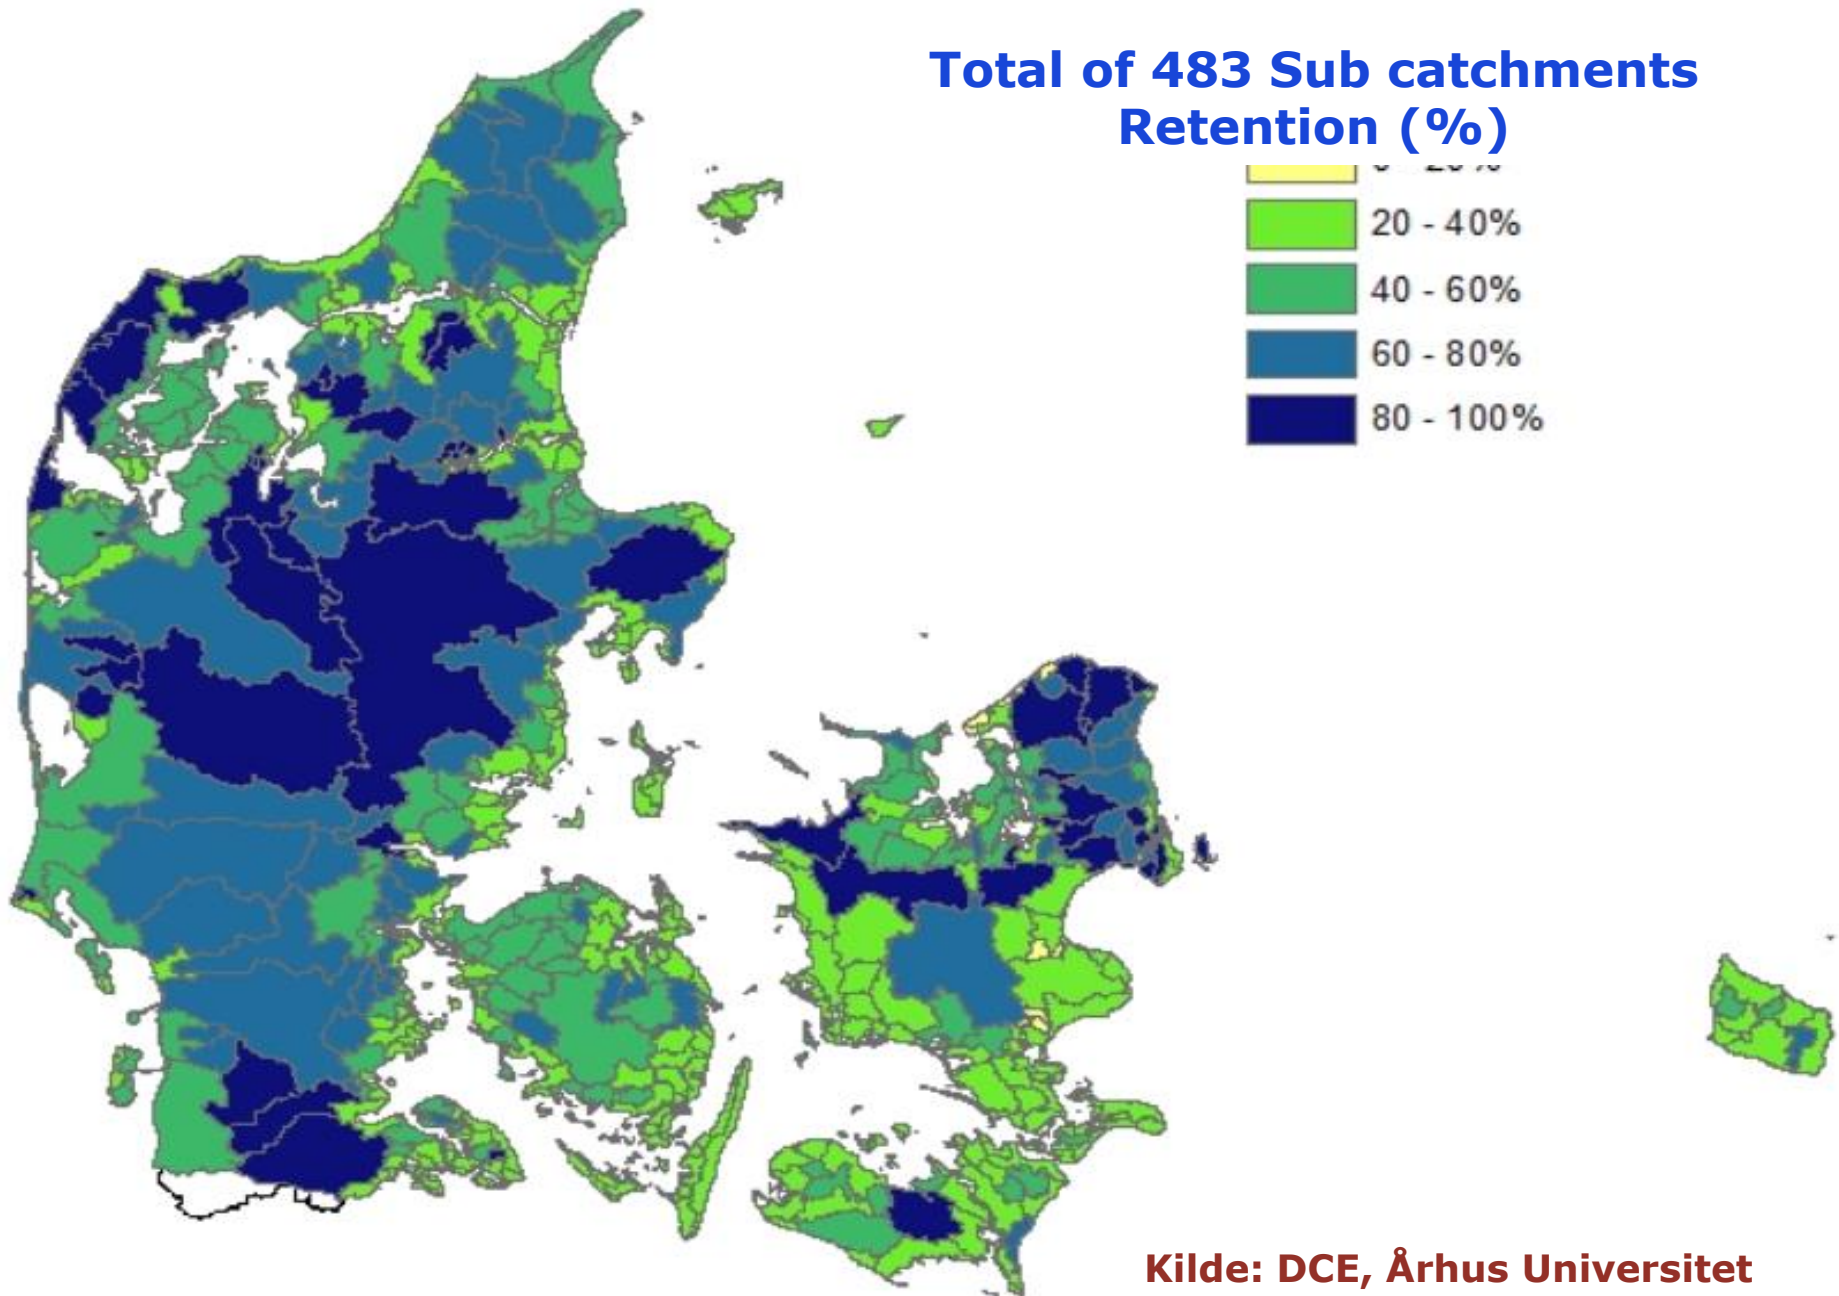 Total of 483 Sub catchments
Retention (%)
20 - 40%
40 - 60%
60 - 80%
80 - 100%
Kilde: DCE, Århus Universitet